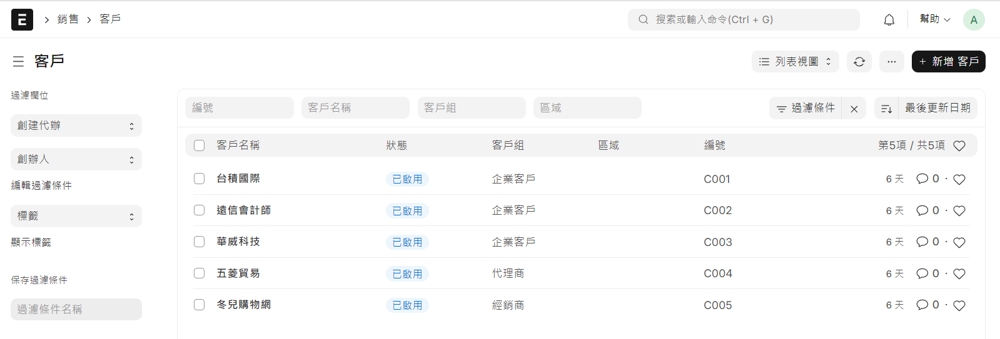 E 銷售 客戶 搜索或輸入命令(Ctrl + G) 幫助 A
客戶 列表視圖 ... + 新增 客戶
過濾欄位
編號 客戶名稱 客戶組 區域 過濾條件 最後更新日期
創建代辦
客戶名稱 狀態 客戶組 區域 編號 第5項 / 共5項
創辦人
台積國際 已啟用 企業客戶 C001 6 天 0 ·
編輯過濾條件
遠信會計師 已啟用 企業客戶 C002 6 天 0 ·
標籤
華威科技 已啟用 企業客戶 C003 6 天 0 ·
顯示標籤
五菱貿易 已啟用 代理商 C004 6 天 0 ·
保存過濾條件
冬兒購物網 已啟用 經銷商 C005 6 天 0 ·
過濾條件名稱